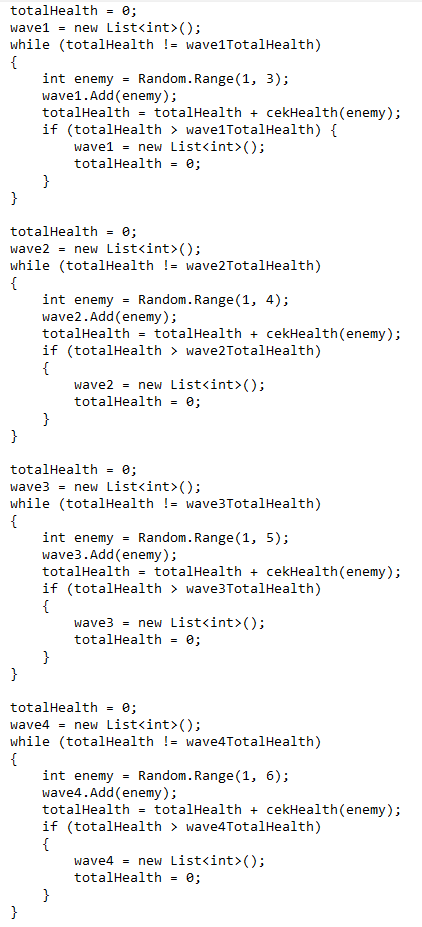 totalHealth = 0;
wave1 = new List<int>();
while (totalHealth != wave1TotalHealth)
{
    int enemy = Random.Range(1, 3);
    wave1.Add(enemy);
    totalHealth = totalHealth + cekHealth(enemy);
    if (totalHealth > wave1TotalHealth) {
        wave1 = new List<int>();
        totalHealth = 0;
    }
}

totalHealth = 0;
wave2 = new List<int>();
while (totalHealth != wave2TotalHealth)
{
    int enemy = Random.Range(1, 4);
    wave2.Add(enemy);
    totalHealth = totalHealth + cekHealth(enemy);
    if (totalHealth > wave2TotalHealth)
    {
        wave2 = new List<int>();
        totalHealth = 0;
    }
}

totalHealth = 0;
wave3 = new List<int>();
while (totalHealth != wave3TotalHealth)
{
    int enemy = Random.Range(1, 5);
    wave3.Add(enemy);
    totalHealth = totalHealth + cekHealth(enemy);
    if (totalHealth > wave3TotalHealth)
    {
        wave3 = new List<int>();
        totalHealth = 0;
    }
}

totalHealth = 0;
wave4 = new List<int>();
while (totalHealth != wave4TotalHealth)
{
    int enemy = Random.Range(1, 6);
    wave4.Add(enemy);
    totalHealth = totalHealth + cekHealth(enemy);
    if (totalHealth > wave4TotalHealth)
    {
        wave4 = new List<int>();
        totalHealth = 0;
    }
}